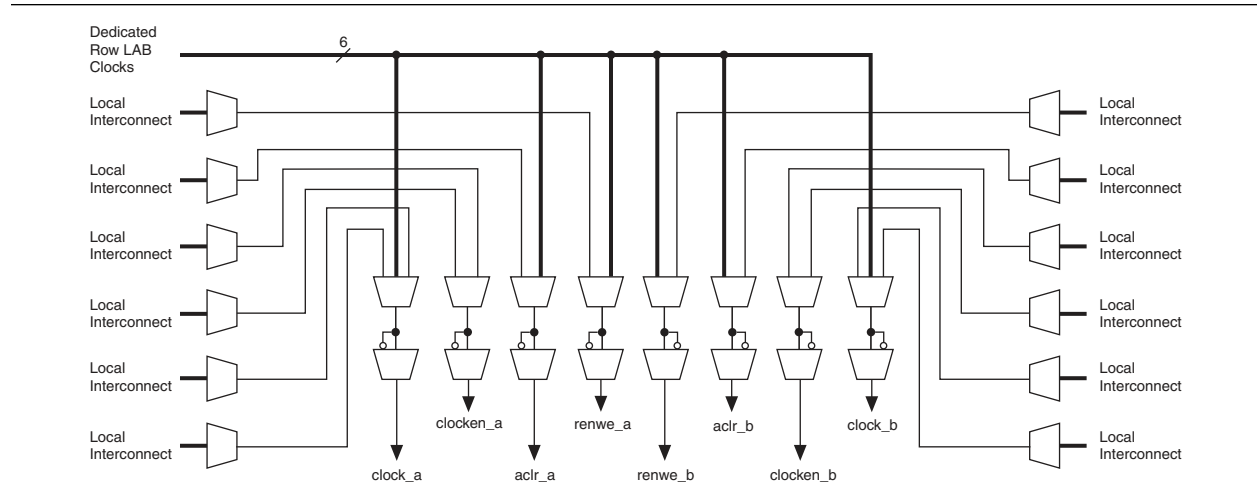 Dedicated
Row LAB
Clocks
6
Local
Interconnect
Local
Interconnect
Local
Interconnect
Local
Interconnect
Local
Interconnect
Local
Interconnect
Local
Interconnect
Local
Interconnect
Local
Interconnect
Local
Interconnect
Local
Interconnect
Local
Interconnect
clocken_a
renwe_a
aclr_b
clock_b
clock_a
aclr_a
renwe_b
clocken_b